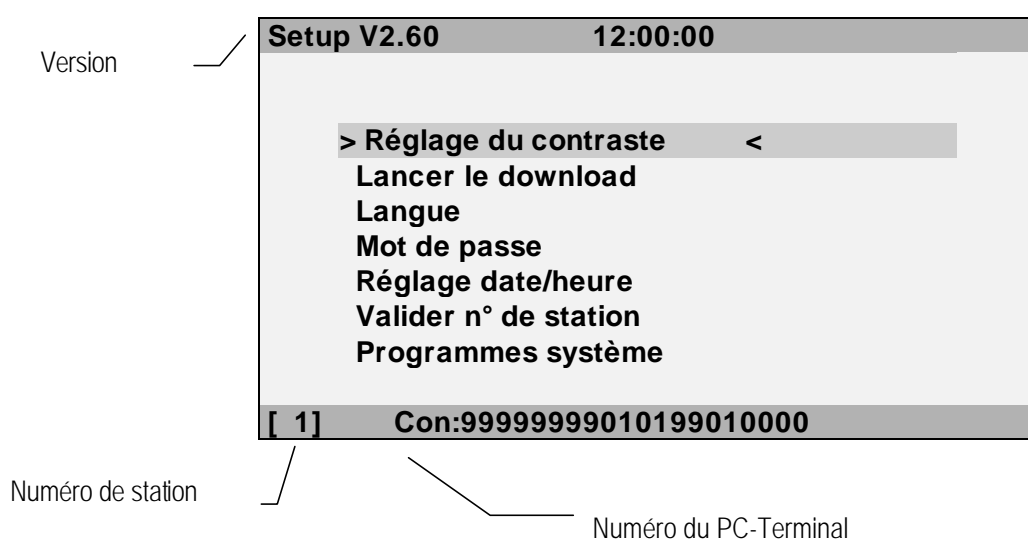 Setup V2.60 12:00:00
Version
> Réglage du contraste <
Lancer le download
Langue
Mot de passe
Réglage date/heure
Valider n° de station
Programmes système
[ 1] Con:99999999010199010000
Numéro de station
Numéro du PC-Terminal